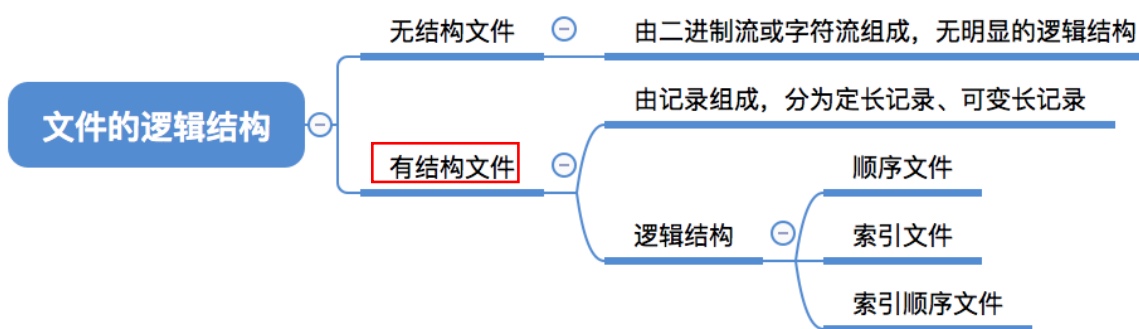 无结构文件
由二进制流或字符流组成，无明显的逻辑结构
文件的逻辑结构
由记录组成，分为定长记录、可变长记录
有结构文件
顺序文件
逻辑结构
索引文件
索引顺序文件